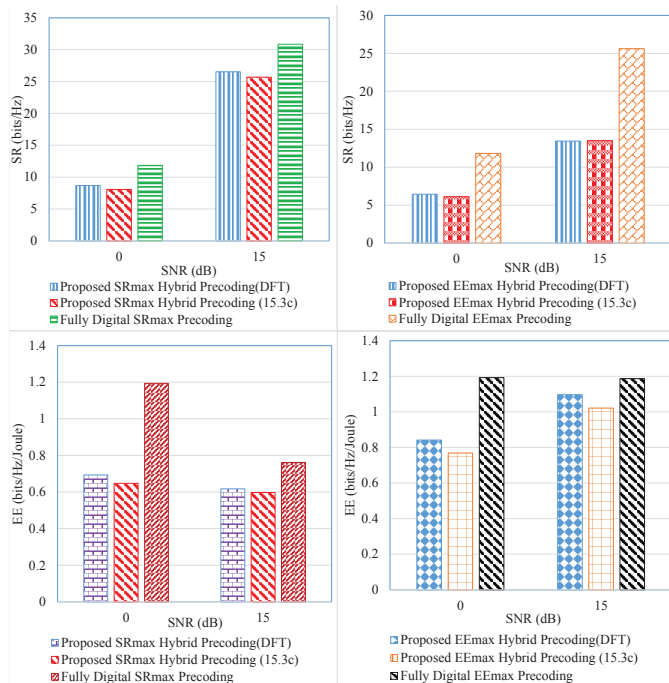 35
30
25
20
15
10
5
0
SR (bits/Hz)
0
15
SNR (dB)
Proposed SRmax Hybrid Precoding(DFT)
Proposed SRmax Hybrid Precoding (15.3c)
Fully Digital SRmax Precoding
30
25
20
15
10
5
0
SR (bits/Hz)
0
15
SNR (dB)
Proposed EEmax Hybrid Precoding(DFT)
Proposed EEmax Hybrid Precoding (15.3c)
Fully Digital EEmax Precoding
1.4
1.2
1
0.8
0.6
0.4
0.2
0
EE (bits/Hz/Joule)
0
15
SNR (dB)
Proposed SRmax Hybrid Precoding(DFT)
Proposed SRmax Hybrid Precoding (15.3c)
Fully Digital SRmax Precoding
1.4
1.2
1
0.8
0.6
0.4
0.2
0
EE (bits/Hz/Joule)
0
15
SNR (dB)
Proposed EEmax Hybrid Precoding(DFT)
Proposed EEmax Hybrid Precoding (15.3c)
Fully Digital EEmax Precoding